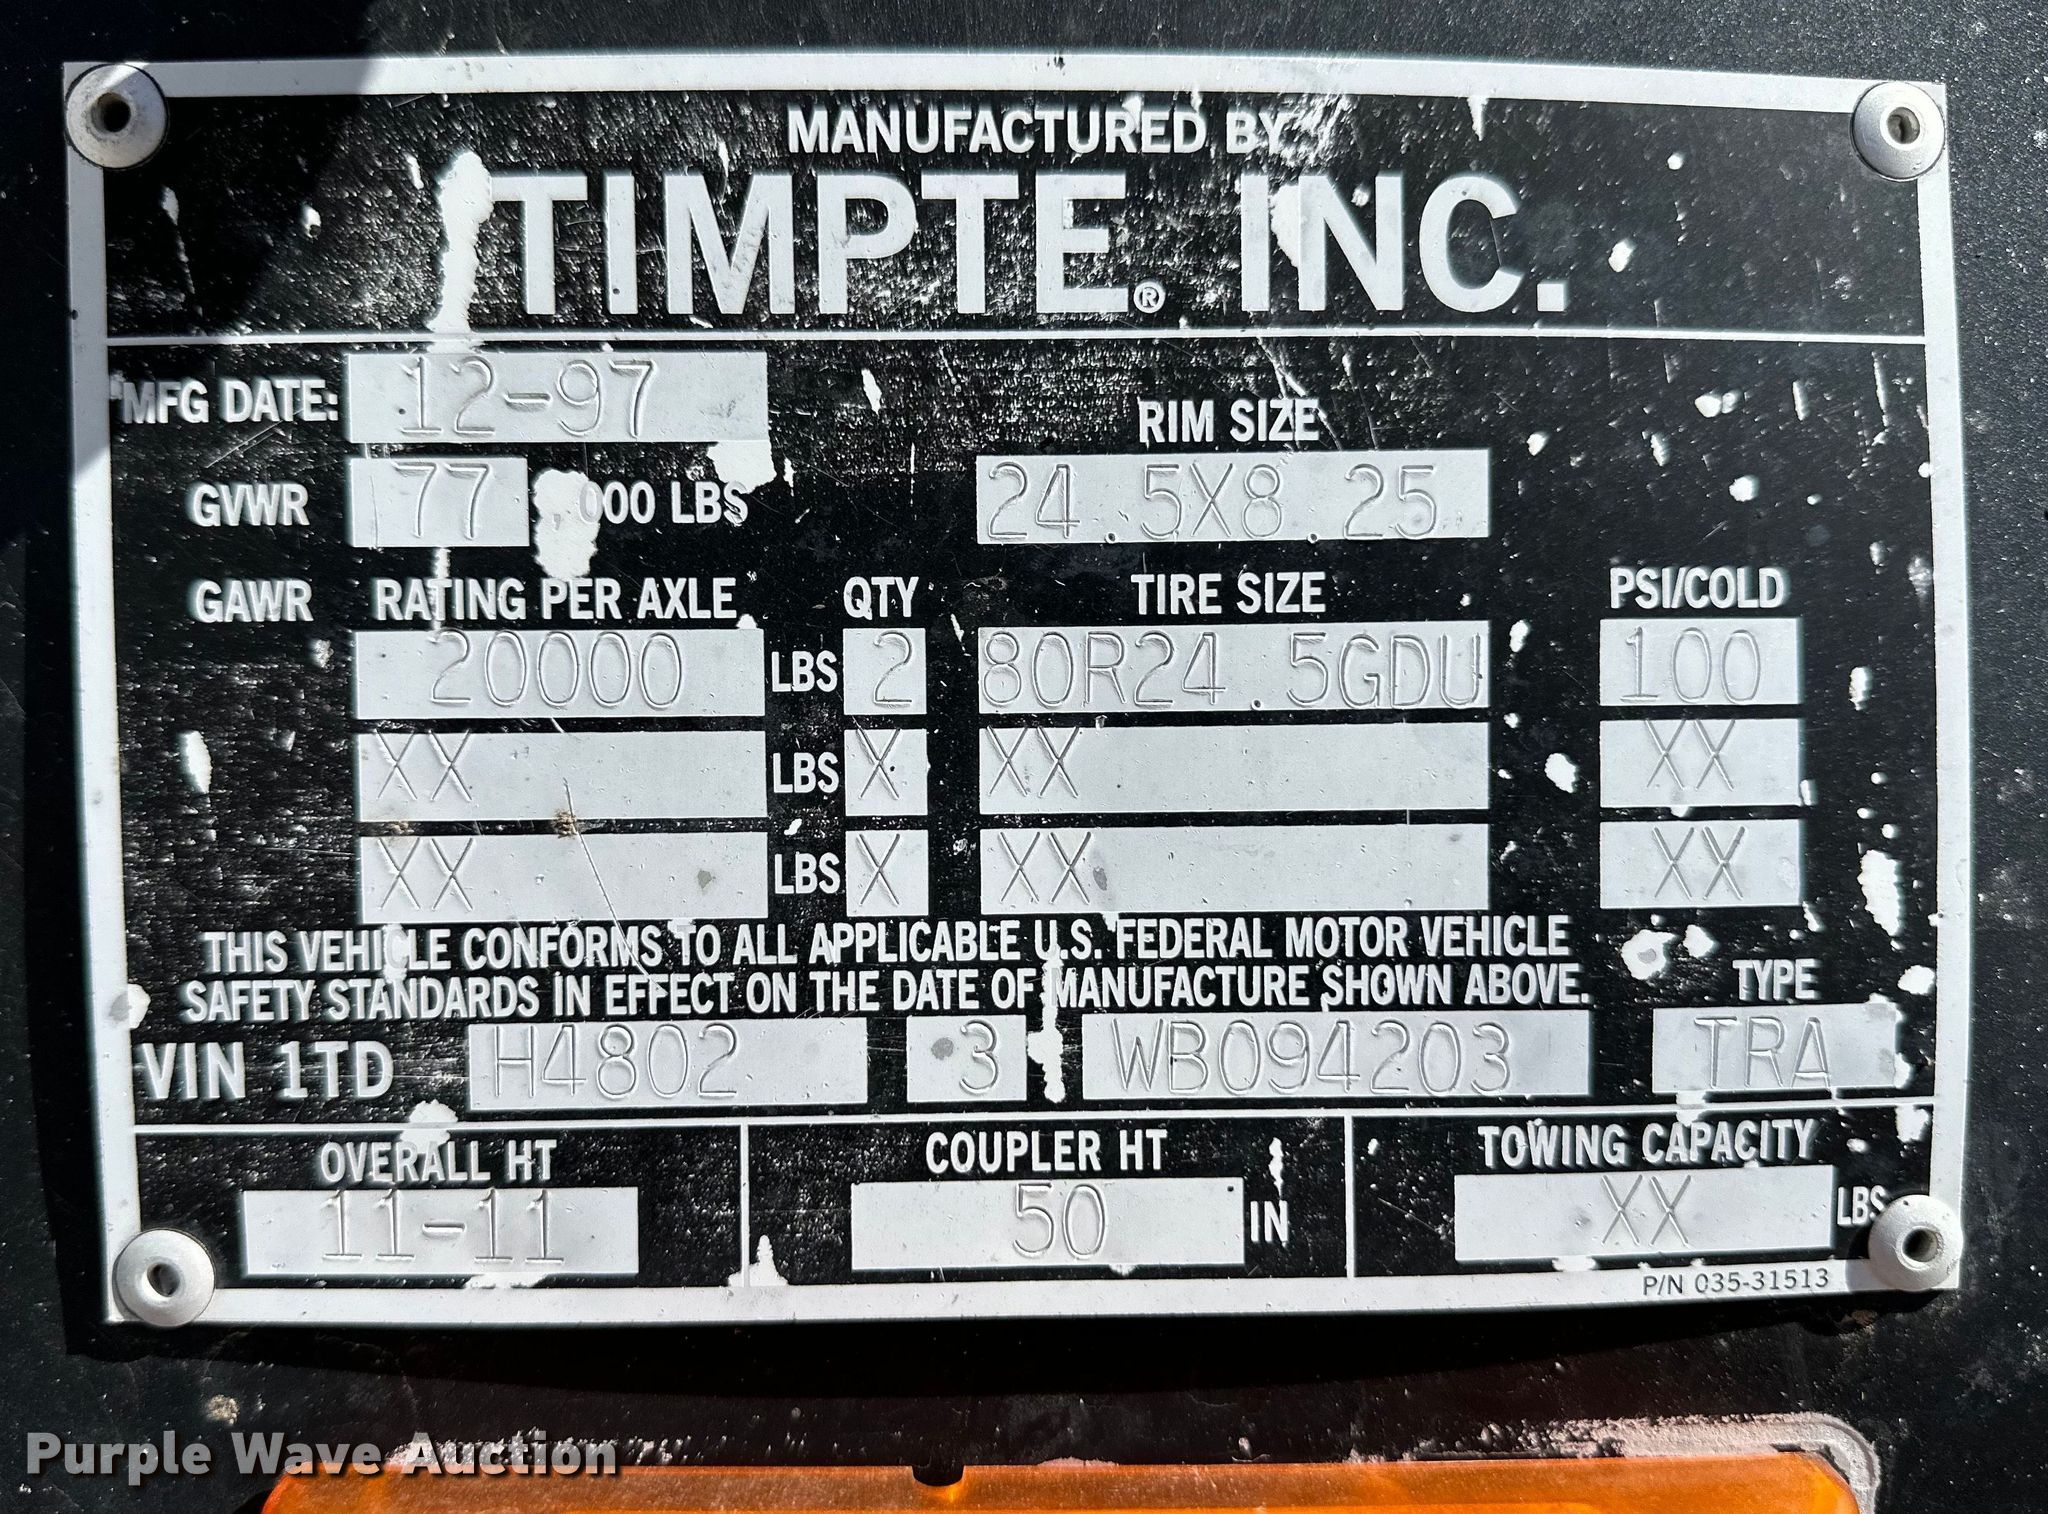 MANUFACTURED BY
TIMPTE® INC.
MFG DATE: 12-97
RIM SIZE
GVWR 77 000 LBS 24.5X8.25
GAWR RATING PER AXLE QTY TIRE SIZE PSI/COLD
20000 LBS 2 80R24.5GDU 100
XX LBS X XX XX
XX LBS X XX XX
THIS VEHICLE CONFORMS TO ALL APPLICABLE U.S. FEDERAL MOTOR VEHICLE
SAFETY STANDARDS IN EFFECT ON THE DATE OF MANUFACTURE SHOWN ABOVE. TYPE
VIN 1TD H4802 3 WB094203 TRA
OVERALL HT COUPLER HT TOWING CAPACITY
11-11 50 IN XX LBS
P/N 035-31513
Purple Wave Auction